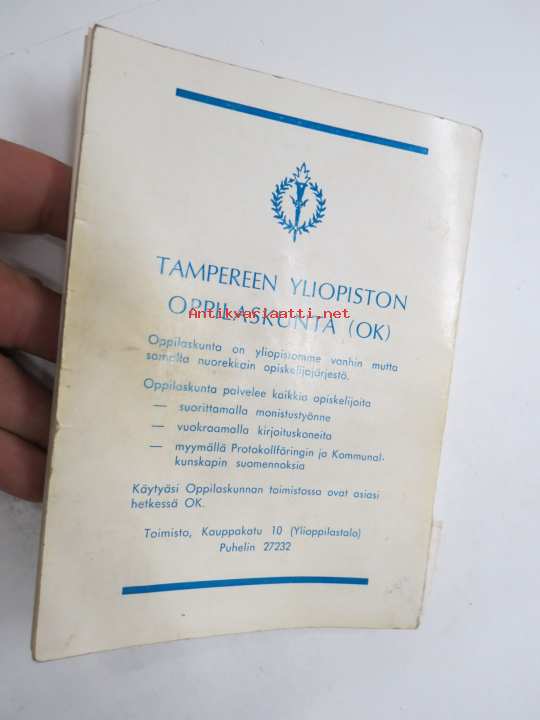 TAMPEREEN YLIOPISTON
OPPILASKUNTA (OK)
Antikvariaatti.net
Oppilaskunta on yliopistomme vanhin mutta
samalla nuorekkain opiskelijajärjestö.
Oppilaskunta palvelee kaikkia opiskelijoita
— suorittamalla monistustyönne
— vuokraamalla kirjoituskoneita
— myymällä Protokollföringin ja Kommunal-
kunskapin suomennoksia
Käytyäsi Oppilaskunnan toimistossa ovat asiasi
hetkessä OK.
Toimisto, Kauppakatu 10 (Ylioppilastalo)
Puhelin 27232